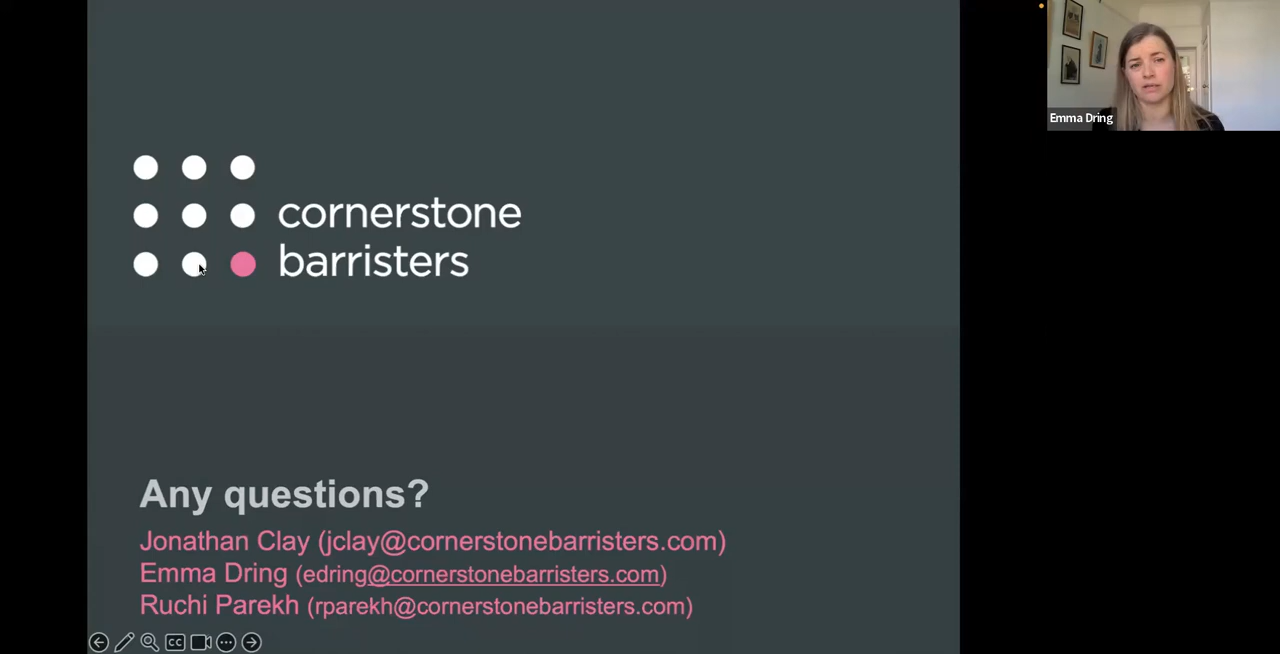 Emma Dring
cornerstone
barristers
Any questions?
Jonathan Clay (jclay@cornerstonebarristers.com)
Emma Dring (edring@cornerstonebarristers.com)
Ruchi Parekh (rparekh@cornerstonebarristers.com)
CC